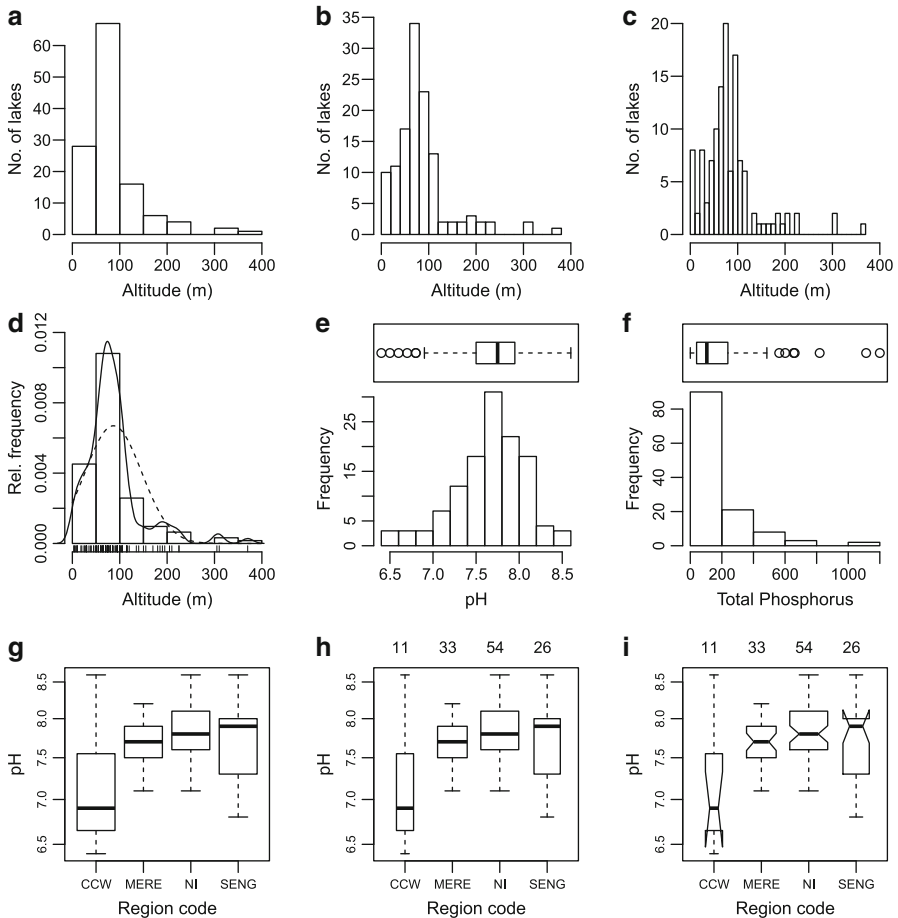 a
No. of lakes
60
50
40
30
20
10
0
0 100 200 300 400
Altitude (m)
b
No. of lakes
35
30
25
20
15
10
5
0
0 100 200 300 400
Altitude (m)
c
No. of lakes
20
15
10
5
0
0 100 200 300 400
Altitude (m)
d
Rel. frequency
0.012
0.008
0.004
0.000
0 100 200 300 400
Altitude (m)
e
Frequency
25
15
5
0
6.5 7.0 7.5 8.0 8.5
pH
f
Frequency
80
60
40
20
0
0 200 600 1000
Total Phosphorus
g
pH
8.5
8.0
7.5
7.0
6.5
CCW MERE NI SENG
Region code
h
11 33 54 26
pH
8.5
8.0
7.5
7.0
6.5
CCW MERE NI SENG
Region code
i
11 33 54 26
pH
8.5
8.0
7.5
7.0
6.5
CCW MERE NI SENG
Region code